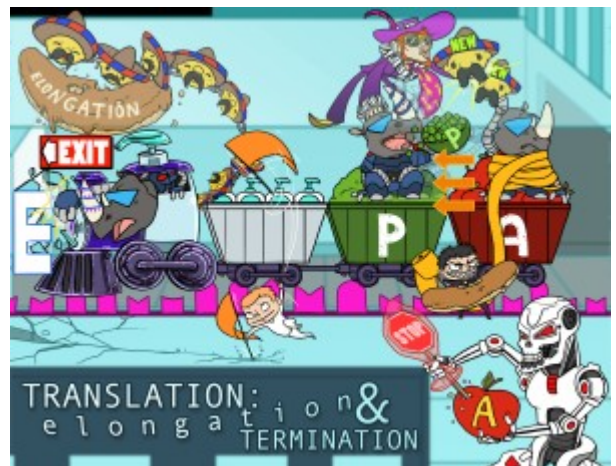 NEW
ELONGATION
P
EXIT
E
P
A
STOP
A
TRANSLATION:
elongation &
TERMINATION